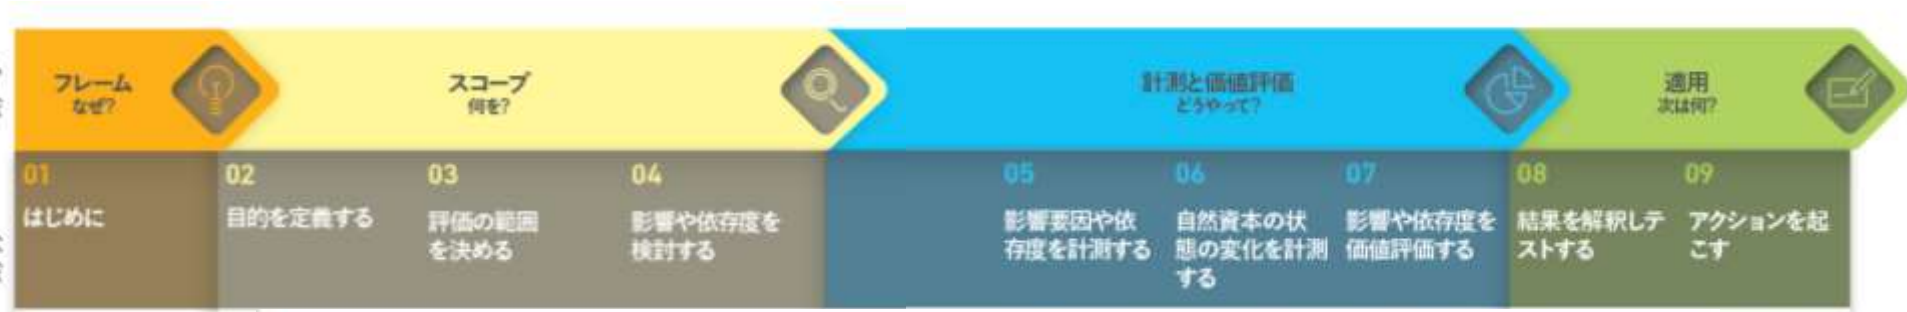 フレーム
なぜ?
スコープ
何を?
計測と価値評価
どうやって?
適用
次は何?
01
はじめに
02
目的を定義する
03
評価の範囲
を決める
04
影響や依存度を
検討する
05
影響要因や依
存度を計測する
06
自然資本の状
態の変化を計測
する
07
影響や依存度を
価値評価する
08
結果を解釈しテ
ストする
09
アクションを起
こす